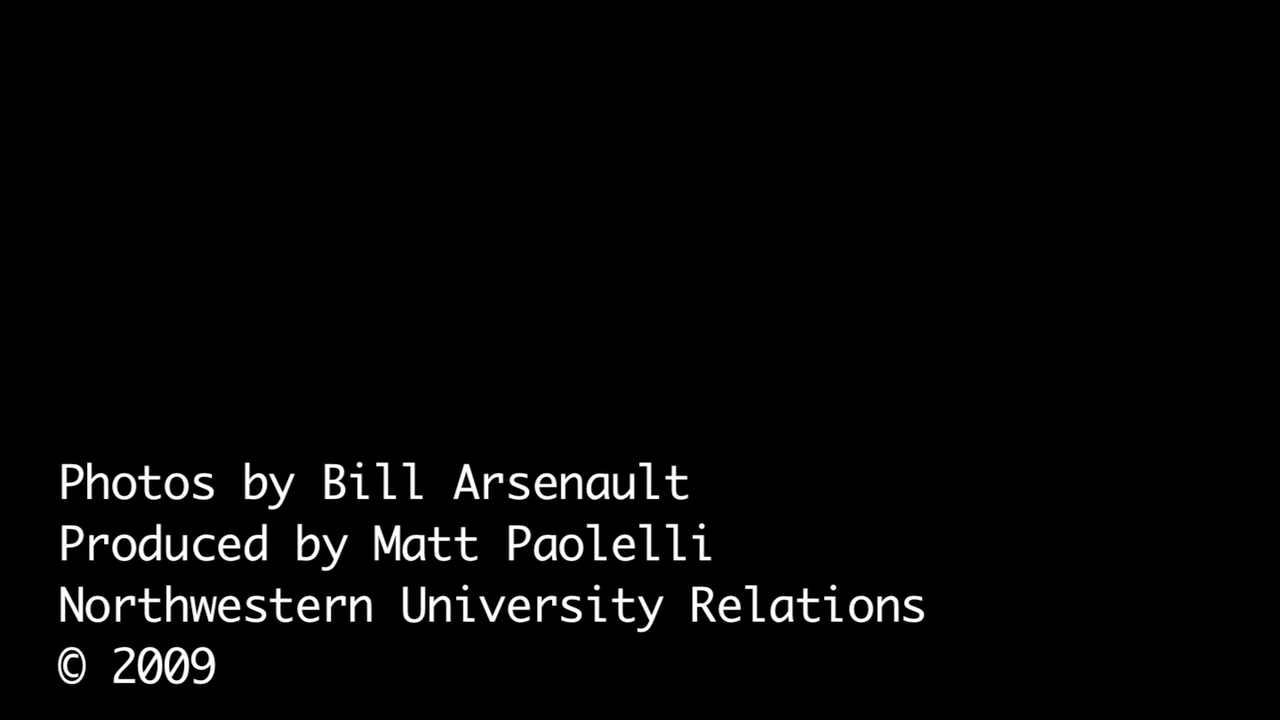 Photos by Bill Arsenault
Produced by Matt Paolelli
Northwestern University Relations
© 2009